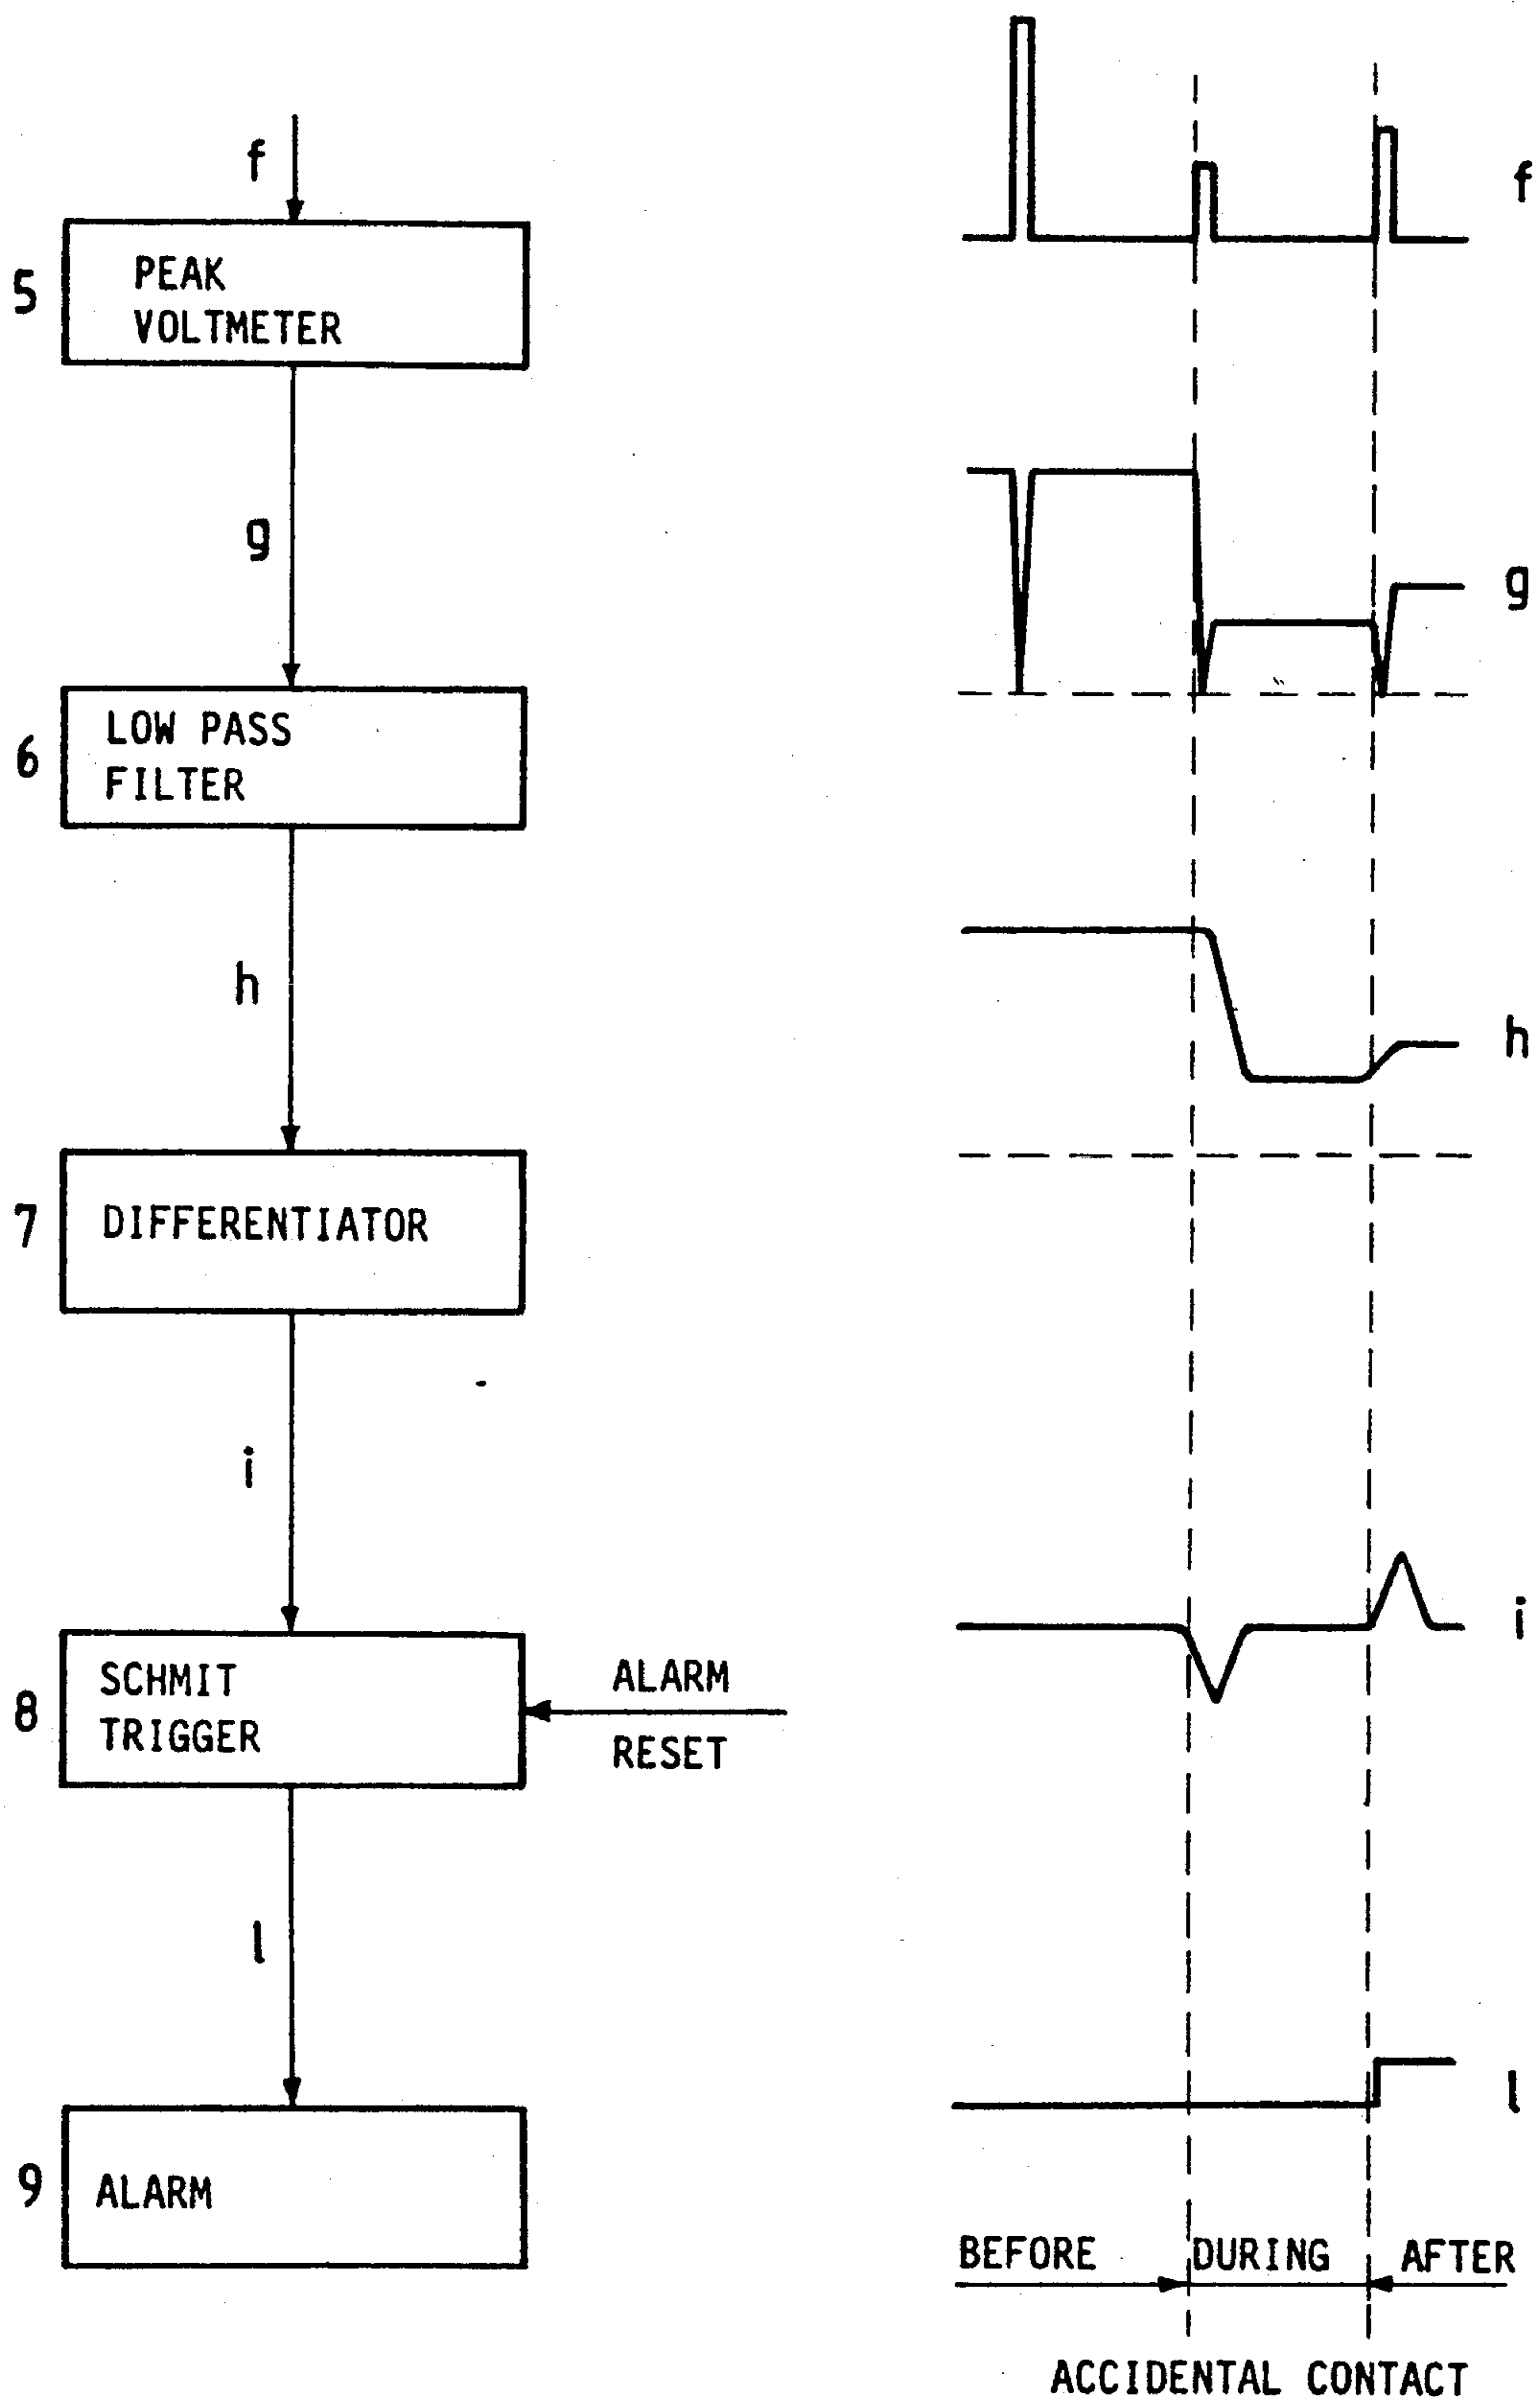 f
5
PEAK
VOLTMETER
g
6
LOW PASS
FILTER
h
7
DIFFERENTIATOR
i
8
SCHMIT
TRIGGER
ALARM
RESET
l
9
ALARM
f
g
h
i
l
BEFORE
DURING
AFTER
ACCIDENTAL CONTACT